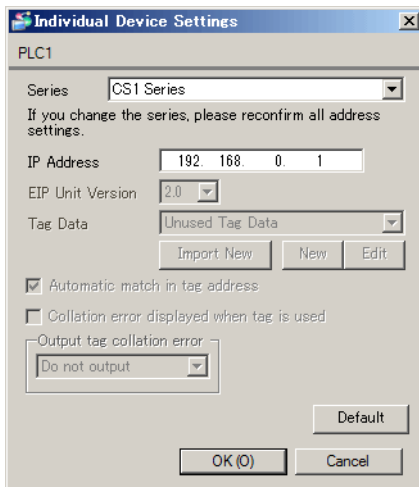 Individual Device Settings
PLC1
Series CS1 Series
If you change the series, please reconfirm all address
settings.
IP Address 192. 168. 0. 1
EIP Unit Version 2.0
Tag Data Unused Tag Data
Import New New Edit
Automatic match in tag address
Collation error displayed when tag is used
Output tag collation error
Do not output
Default
OK (O) Cancel